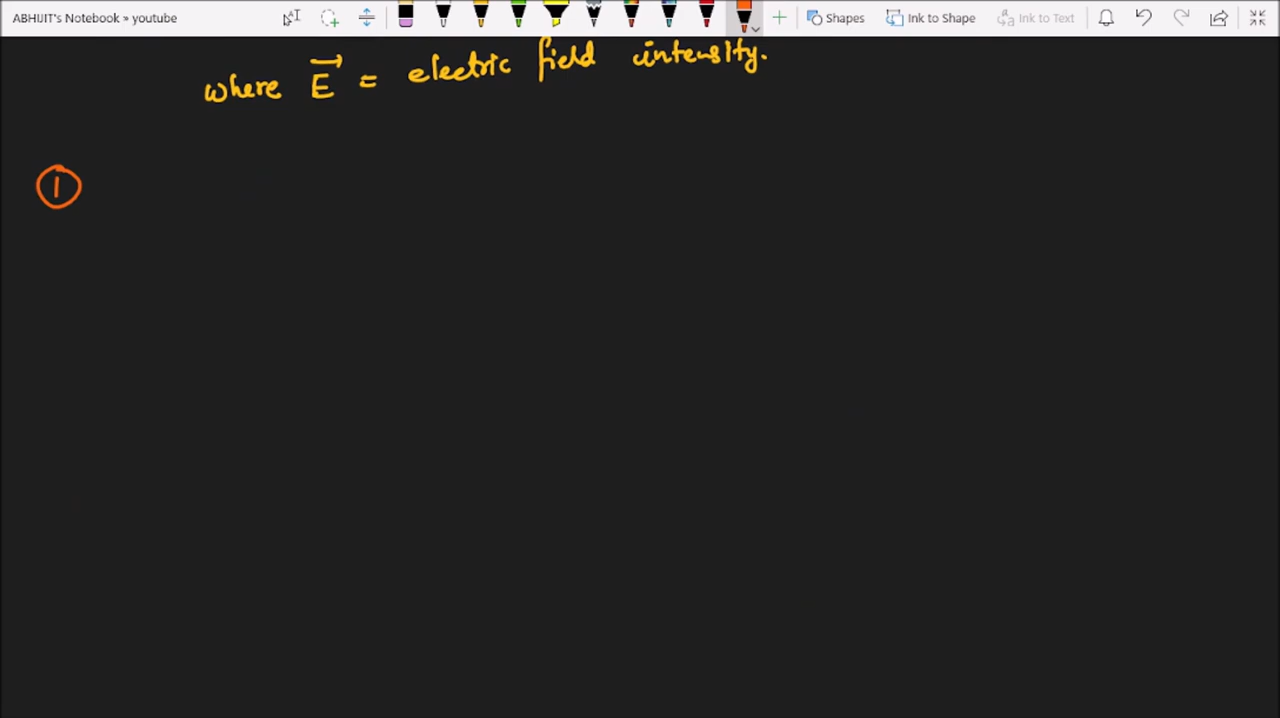 ABHIJIT's Notebook » youtube
Shapes
Ink to Shape
Ink to Text
where E⃗ = electric field intensity.
1